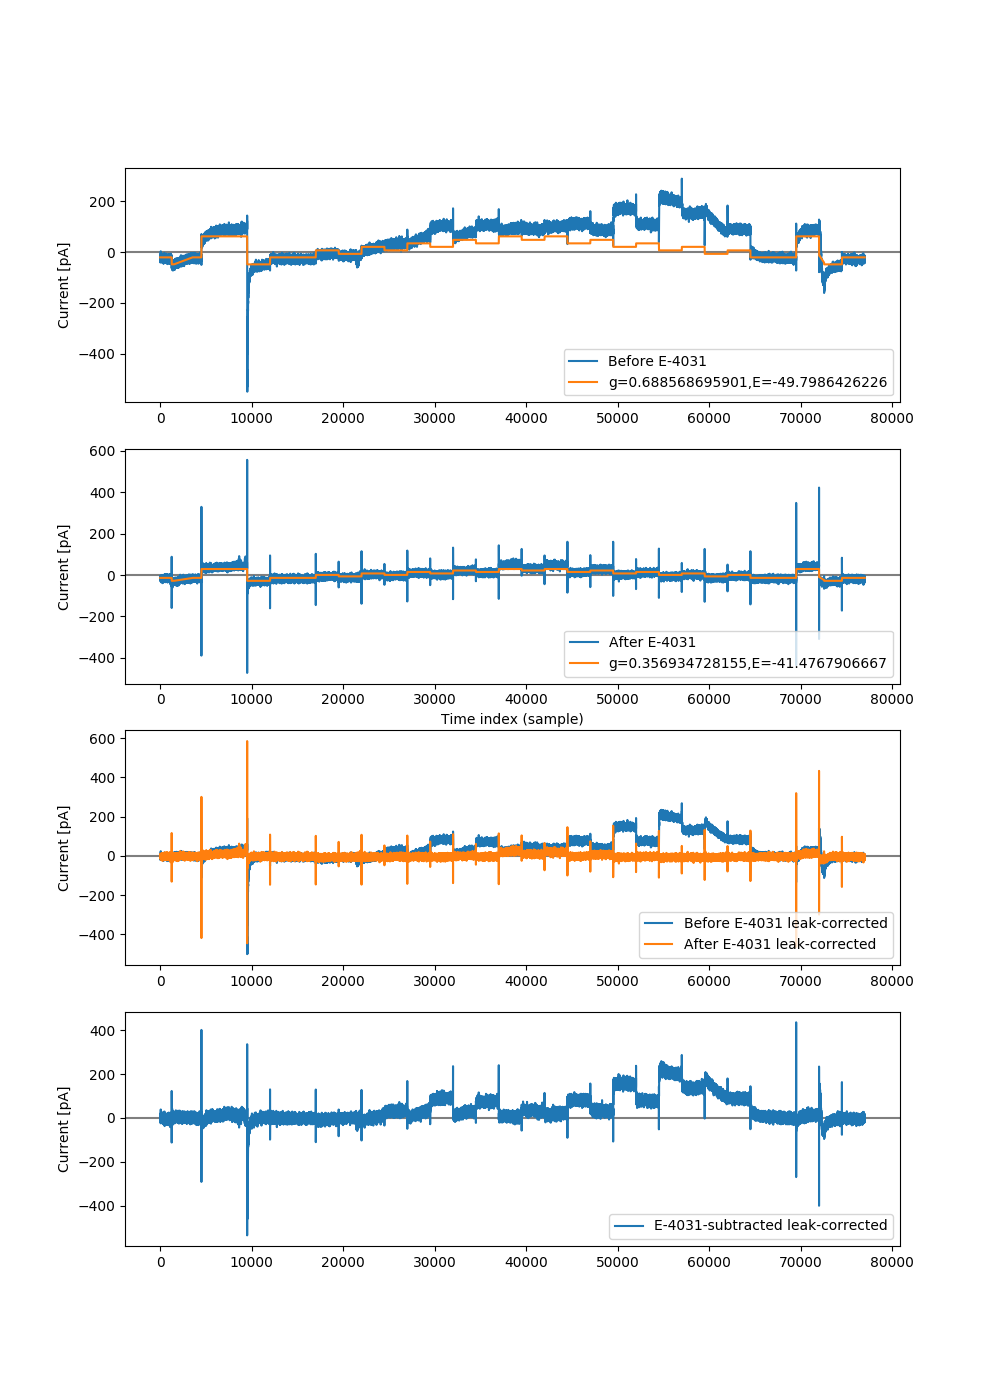 200
0
−200
−400
Current [pA]
Before E-4031
g=0.688568695901,E=-49.7986426226
0 10000 20000 30000 40000 50000 60000 70000 80000
600
400
200
0
−200
−400
Current [pA]
After E-4031
g=0.356934728155,E=-41.4767906667
0 10000 20000 30000 40000 50000 60000 70000 80000
Time index (sample)
600
400
200
0
−200
−400
Current [pA]
Before E-4031 leak-corrected
After E-4031 leak-corrected
0 10000 20000 30000 40000 50000 60000 70000 80000
400
200
0
−200
−400
Current [pA]
E-4031-subtracted leak-corrected
0 10000 20000 30000 40000 50000 60000 70000 80000